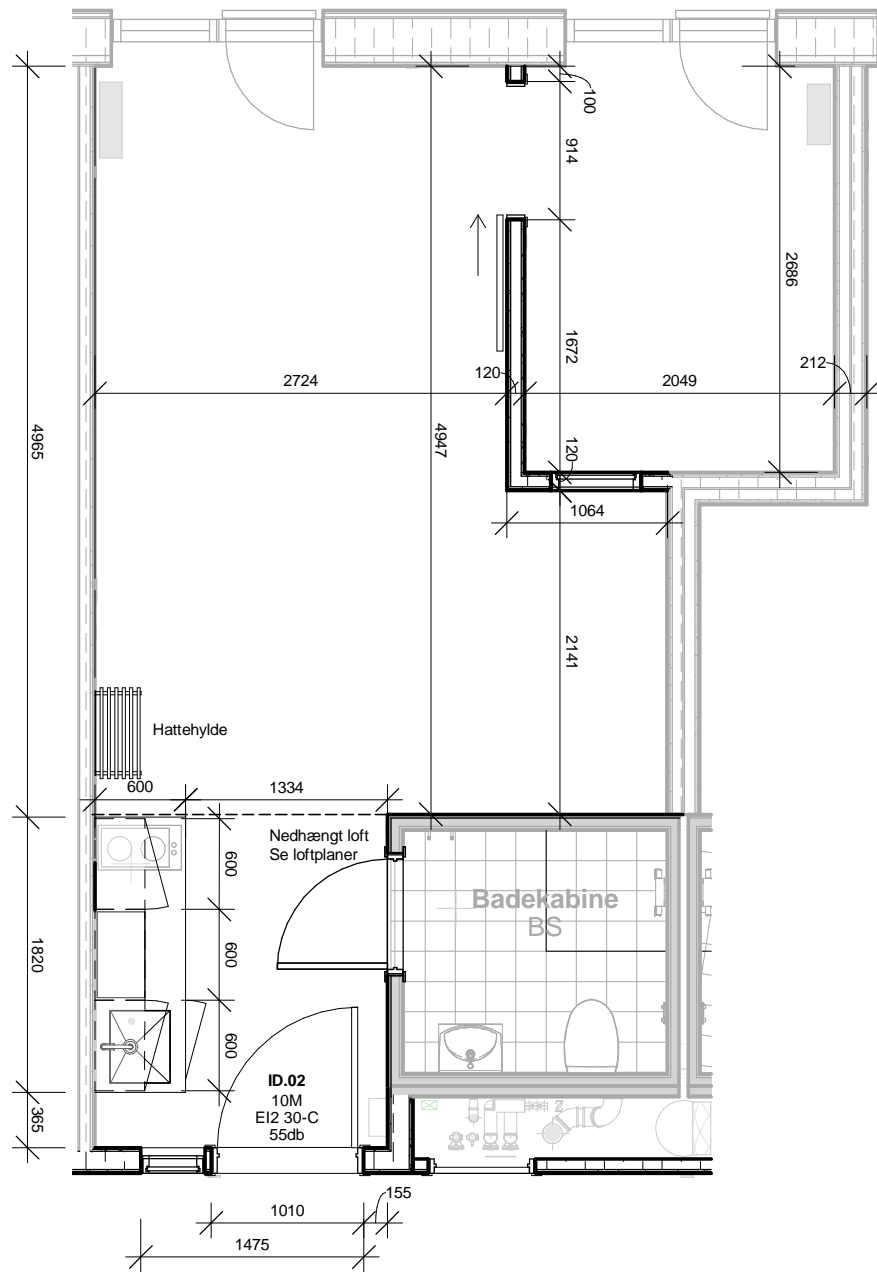 100
914
2686
1672
2724
120
2049
212
4965
4947
120
1064
2141
Hattehylde
600
1334
Nedhængt loft
Se loftplaner
600
Badekabine
BS
600
1820
600
ID.02
10M
EI2 30-C
55db
365
155
1010
1475